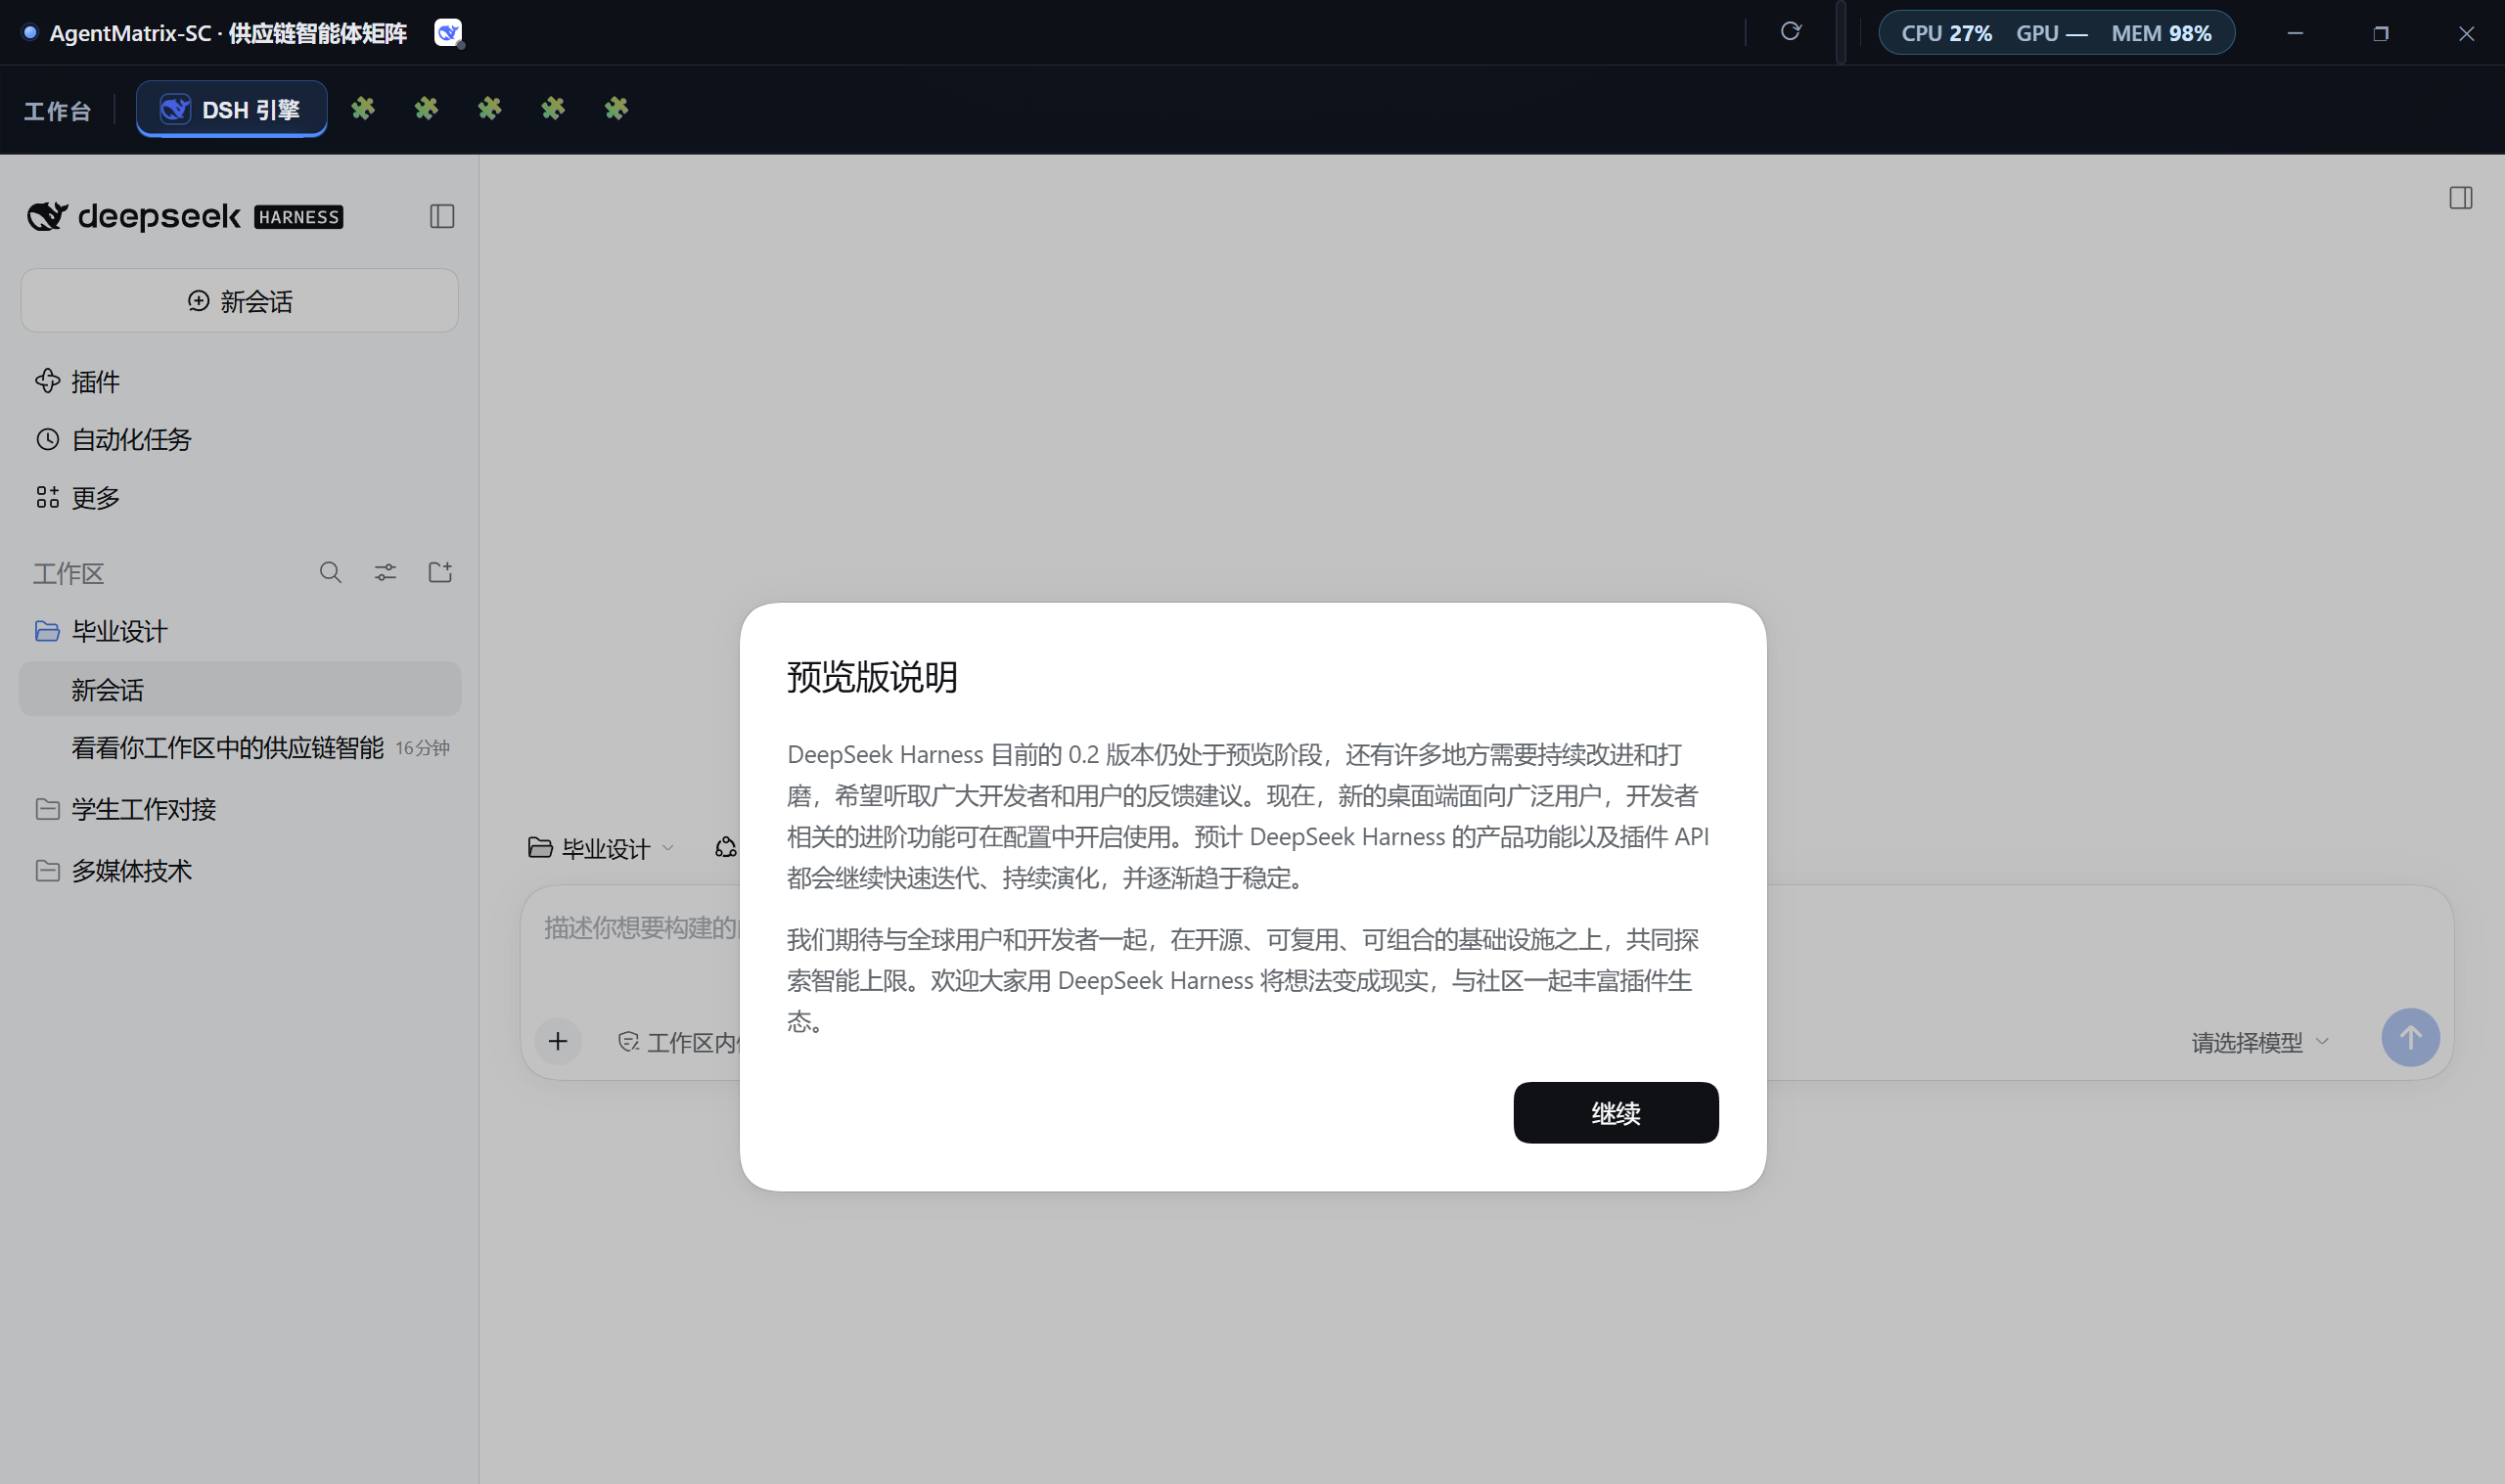 AgentMatrix-SC · 供应链智能体矩阵
CPU 27% GPU — MEM 98%
工作台
DSH 引擎
deepseek HARNESS
新会话
插件
自动化任务
更多
工作区
毕业设计
新会话
看看你工作区中的供应链智能 16分钟
学生工作对接
多媒体技术
预览版说明
DeepSeek Harness 目前的 0.2 版本仍处于预览阶段，还有许多地方需要持续改进和打
磨，希望听取广大开发者和用户的反馈建议。现在，新的桌面端面向广泛用户，开发者
相关的进阶功能可在配置中开启使用。预计 DeepSeek Harness 的产品功能以及插件 API
都会继续快速迭代、持续演化，并逐渐趋于稳定。
我们期待与全球用户和开发者一起，在开源、可复用、可组合的基础设施之上，共同探
索智能上限。欢迎大家用 DeepSeek Harness 将想法变成现实，与社区一起丰富插件生
态。
继续
毕业设计
描述你想要构建的
工作区内
请选择模型